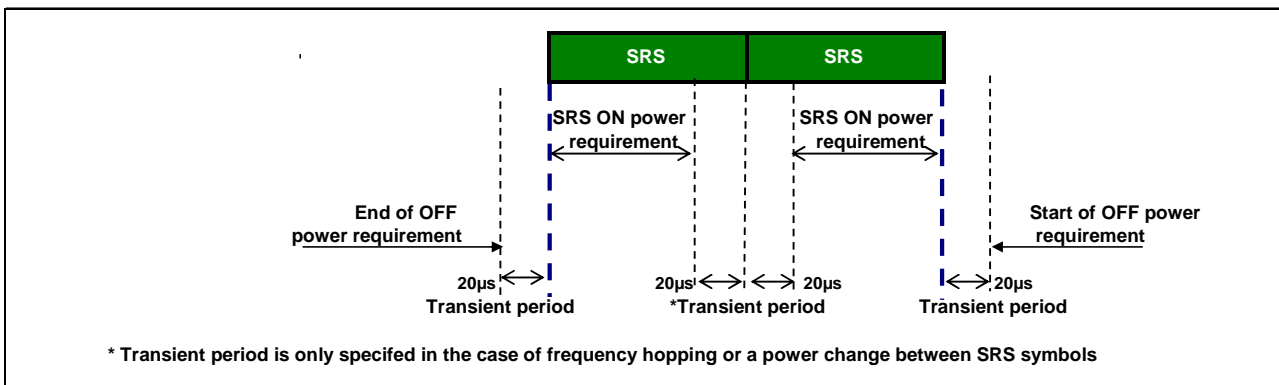 SRS SRS
SRS ON power requirement
SRS ON power requirement
End of OFF power requirement
Start of OFF power requirement
20µs
Transient period
20µs 20µs
*Transient period
20µs
Transient period
* Transient period is only specifed in the case of frequency hopping or a power change between SRS symbols